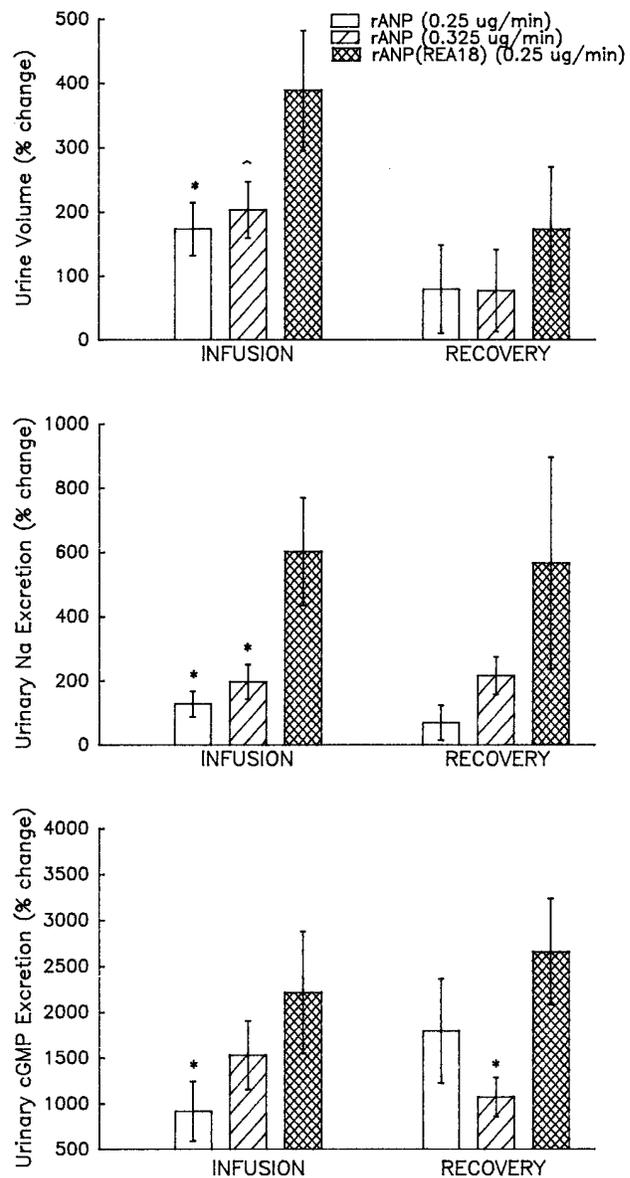 rANP (0.25 ug/min)
rANP (0.325 ug/min)
rANP(REA18) (0.25 ug/min)
Urine Volume (% change)
500
400
300
200
100
0
* ^
INFUSION RECOVERY
Urinary Na Excretion (% change)
1000
800
600
400
200
0
* *
INFUSION RECOVERY
Urinary cGMP Excretion (% change)
4000
3500
3000
2500
2000
1500
1000
500
* *
INFUSION RECOVERY